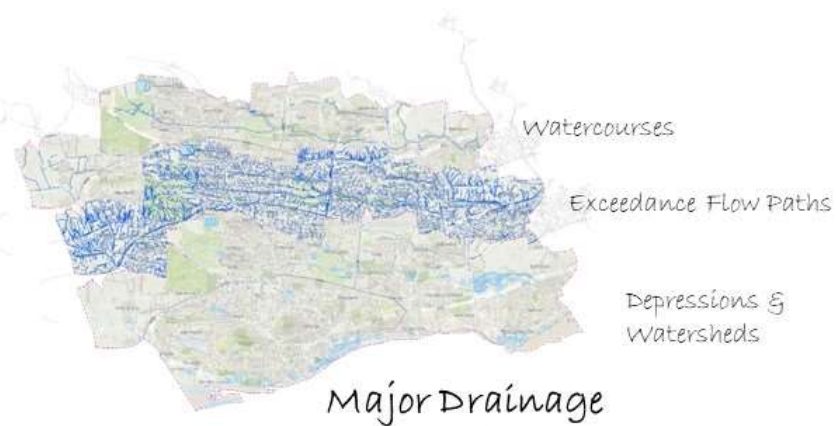 Watercourses
Exceedance Flow Paths
Depressions &
Watersheds
Major Drainage